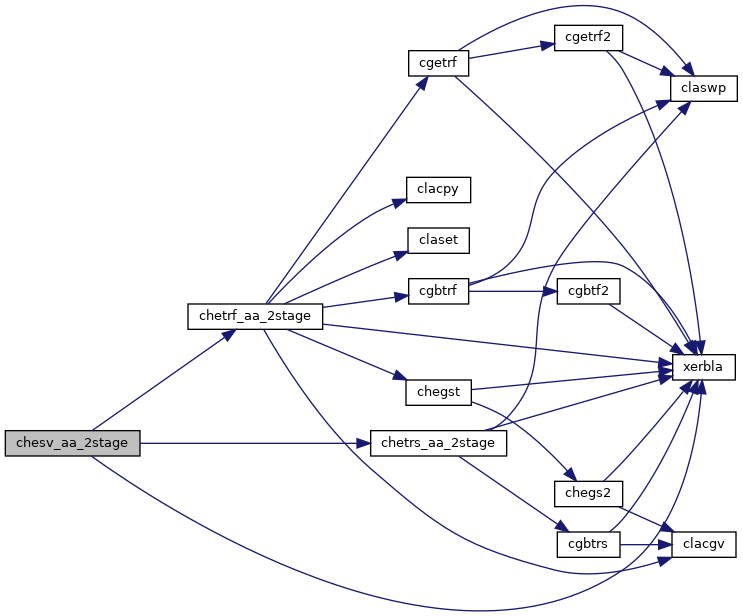 cgetrf2
cgetrf
claswp
clacpy
claset
cgbtrf
cgbtf2
chetrf_aa_2stage
xerbla
chegst
chesv_aa_2stage
chetrs_aa_2stage
chegs2
cgbtrs
clacgv